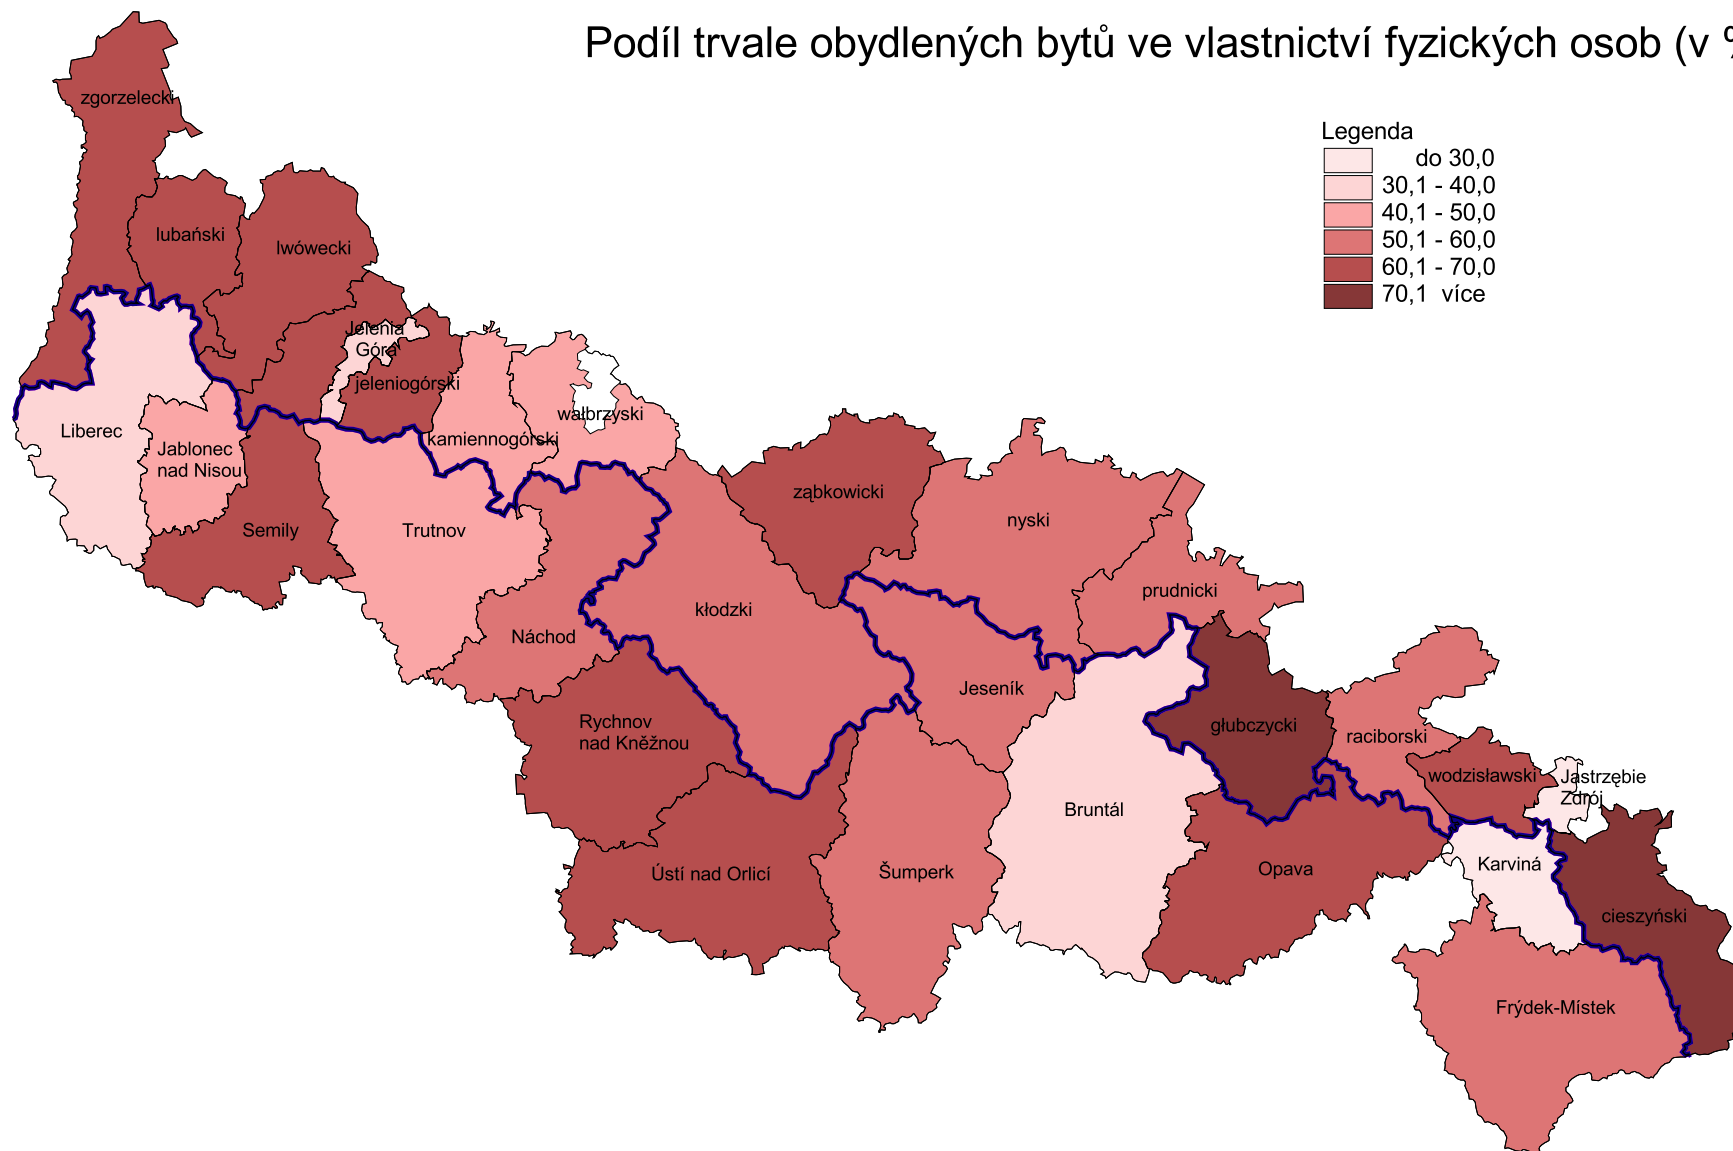 Podíl trvale obydlených bytů ve vlastnictví fyzických osob (v %
Legenda
do 30,0
30,1 - 40,0
40,1 - 50,0
50,1 - 60,0
60,1 - 70,0
70,1 více
zgorzelecki
lubański
lwówecki
Jelenia
Góra
jeleniogórski
kamiennogórski
wałbrzyski
Liberec
Jablonec
nad Nisou
Semily
Trutnov
ząbkowicki
nyski
prudnicki
kłodzki
Náchod
Jeseník
Rychnov
nad Kněžnou
głubczycki
raciborski
wodzisławski
Jastrzębie
Zdrój
Bruntál
Ústí nad Orlicí
Šumperk
Opava
Karviná
cieszyński
Frýdek-Místek